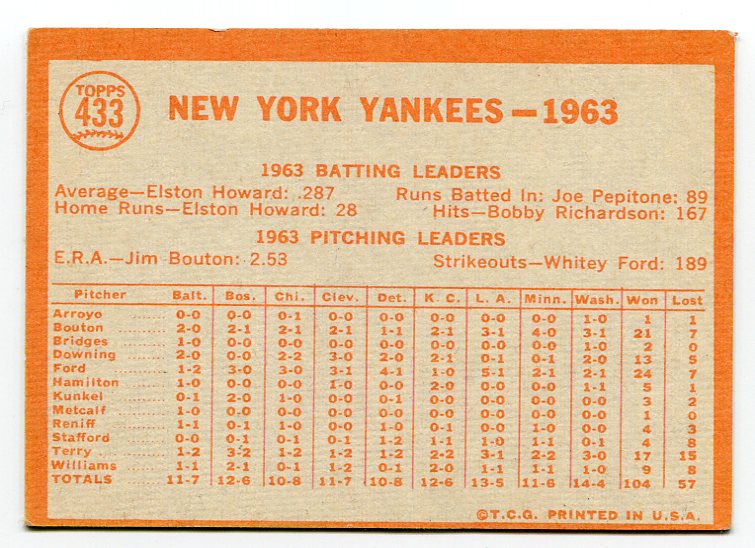 TOPPS
433
NEW YORK YANKEES—1963
1963 BATTING LEADERS
Average—Elston Howard: .287 Runs Batted In: Joe Pepitone: 89
Home Runs—Elston Howard: 28 Hits—Bobby Richardson: 167
1963 PITCHING LEADERS
E.R.A.—Jim Bouton: 2.53 Strikeouts—Whitey Ford: 189
Pitcher Balt. Bos. Chi. Clev. Det. K. C. L. A. Minn. Wash. Won Lost
Arroyo 0-0 0-0 0-1 0-0 0-0 0-0 0-0 0-0 1-0 1 1
Bouton 2-0 2-1 2-1 2-1 1-1 2-1 3-1 4-0 3-1 21 7
Bridges 1-0 0-0 0-0 0-0 0-0 0-0 0-0 0-0 1-0 2 0
Downing 2-0 0-0 2-2 3-0 2-0 2-1 0-1 0-1 2-0 13 5
Ford 1-2 3-0 3-0 3-1 4-1 1-0 5-1 2-1 2-1 24 7
Hamilton 1-0 0-0 0-0 1-0 0-0 2-0 0-0 0-0 1-1 5 1
Kunkel 0-1 2-0 1-0 0-1 0-0 0-0 0-0 0-0 0-0 3 2
Metcalf 1-0 0-0 0-0 0-0 0-0 0-0 0-0 0-0 0-0 1 0
Reniff 1-1 1-0 0-1 0-0 0-0 1-0 1-0 0-1 0-0 4 3
Stafford 0-0 0-1 0-1 0-1 1-2 1-1 1-0 1-1 0-1 4 8
Terry 1-2 3-2 1-2 1-2 1-2 2-2 3-1 2-2 3-0 17 15
Williams 1-1 2-1 0-1 1-2 0-1 2-0 1-1 1-0 1-0 9 8
TOTALS 11-7 12-6 10-8 11-7 10-8 12-6 13-5 11-6 14-4 104 57
©T.C.G. PRINTED IN U.S.A.